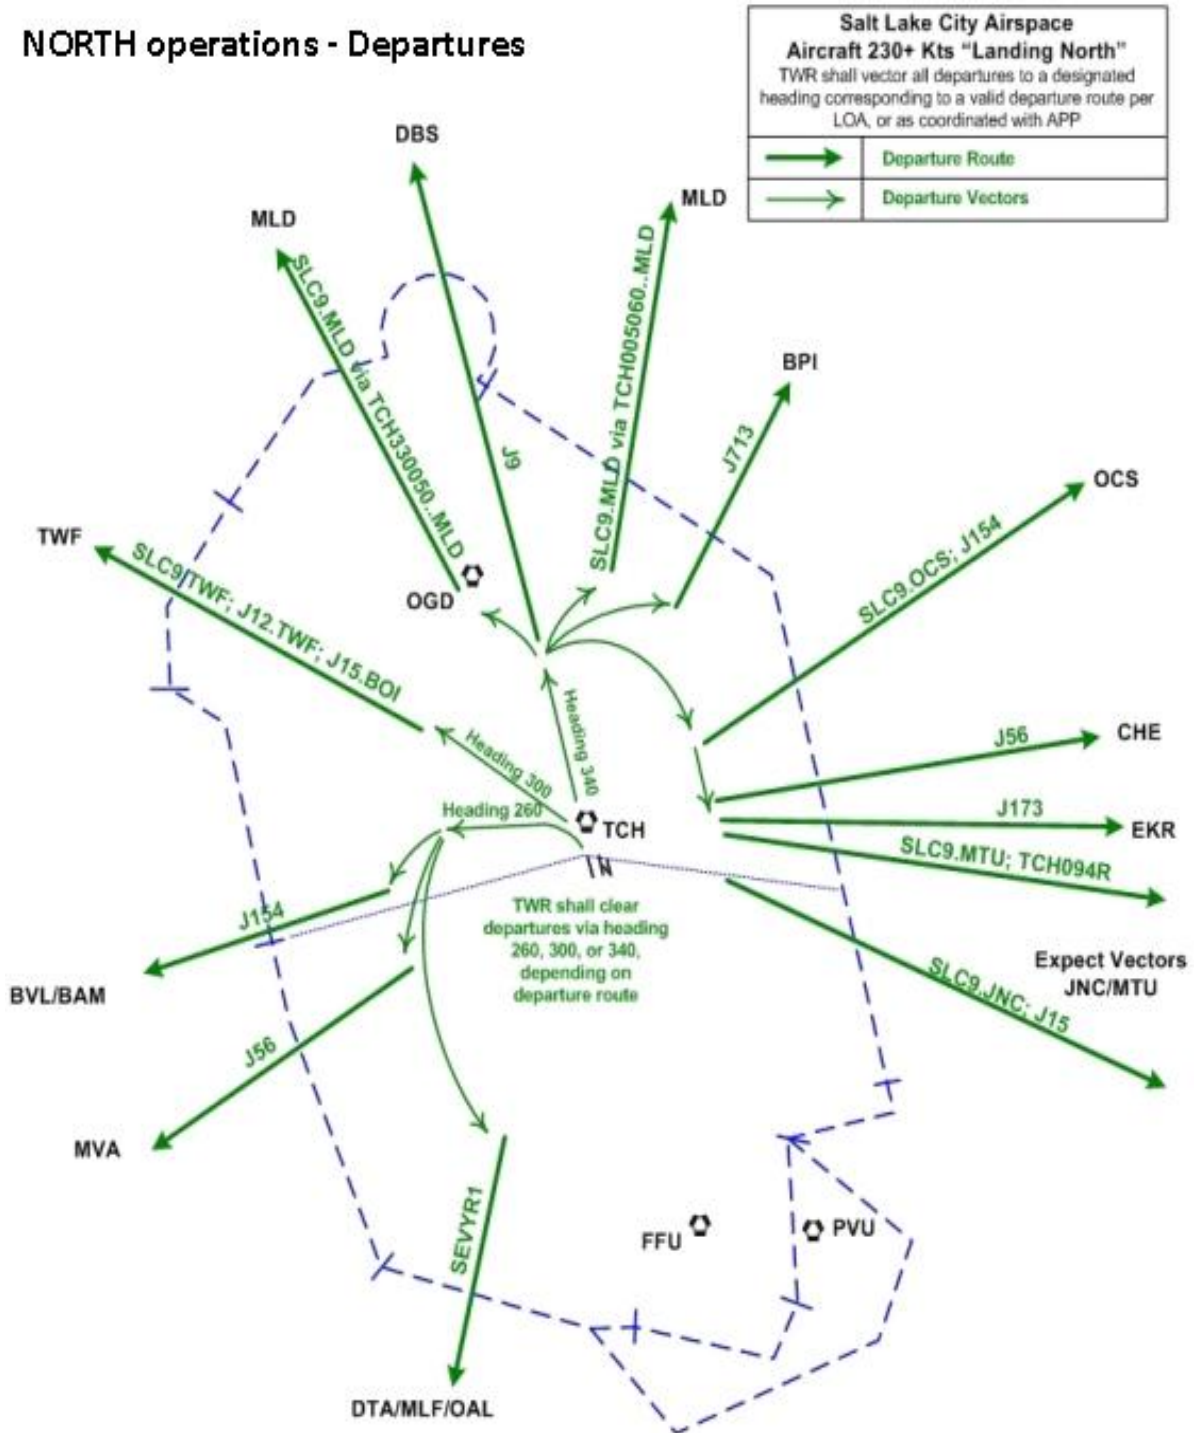 NORTH operations - Departures
Salt Lake City Airspace
Aircraft 230+ Kts "Landing North"
TWR shall vector all departures to a designated
heading corresponding to a valid departure route per
LOA, or as coordinated with APP
Departure Route
Departure Vectors
DBS
MLD
MLD
SLC9.MLD via TCH330050..MLD
J9
SLC9.MLD via TCH005060..MLD
BPI
J713
OCS
SLC9.OCS; J154
TWF
SLC9.TWF; J12.TWF; J15.BOI
OGD
Heading 340
Heading 300
Heading 260
TCH
CHE
J56
J173
EKR
SLC9.MTU; TCH094R
TWR shall clear
departures via heading
260, 300, or 340,
depending on
departure route
J154
BVL/BAM
Expect Vectors
JNC/MTU
SLC9.JNC; J15
J56
MVA
SEVYR1
FFU
PVU
DTA/MLF/OAL